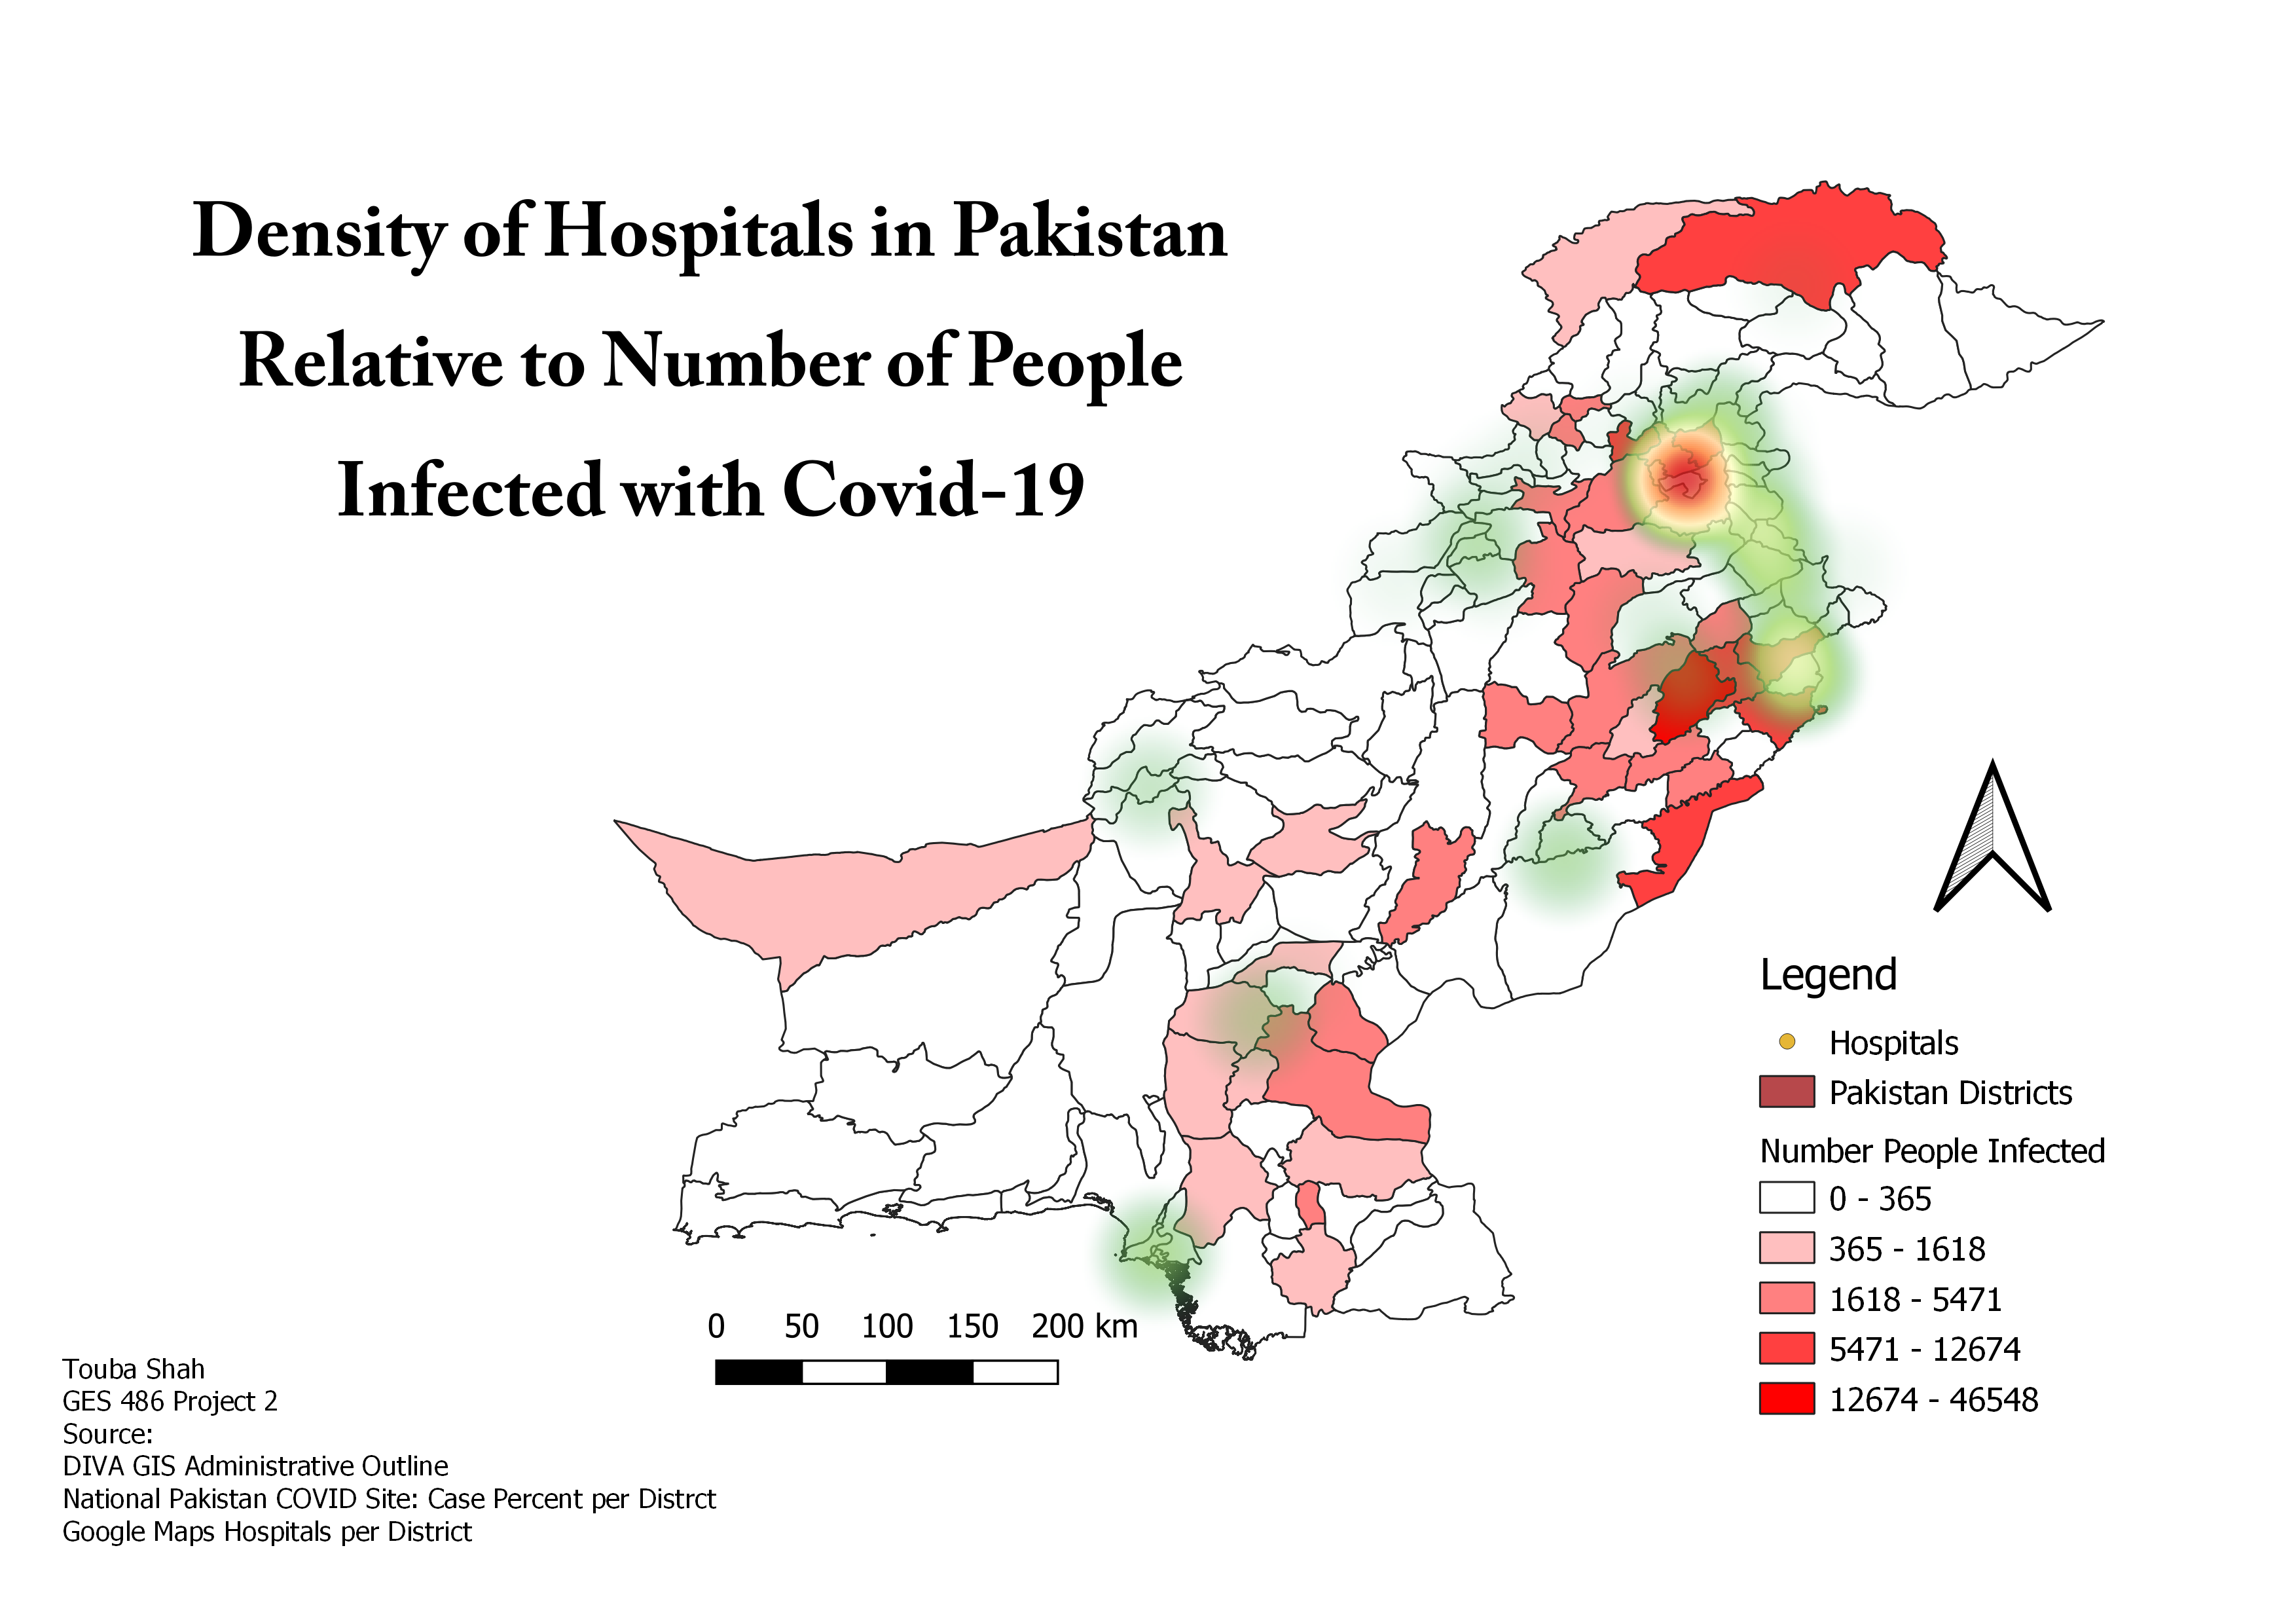 Density of Hospitals in Pakistan
Relative to Number of People
Infected with Covid-19
Legend
Hospitals
Pakistan Districts
Number People Infected
0 - 365
365 - 1618
1618 - 5471
5471 - 12674
12674 - 46548
0 50 100 150 200 km
Touba Shah
GES 486 Project 2
Source:
DIVA GIS Administrative Outline
National Pakistan COVID Site: Case Percent per Distrct
Google Maps Hospitals per District